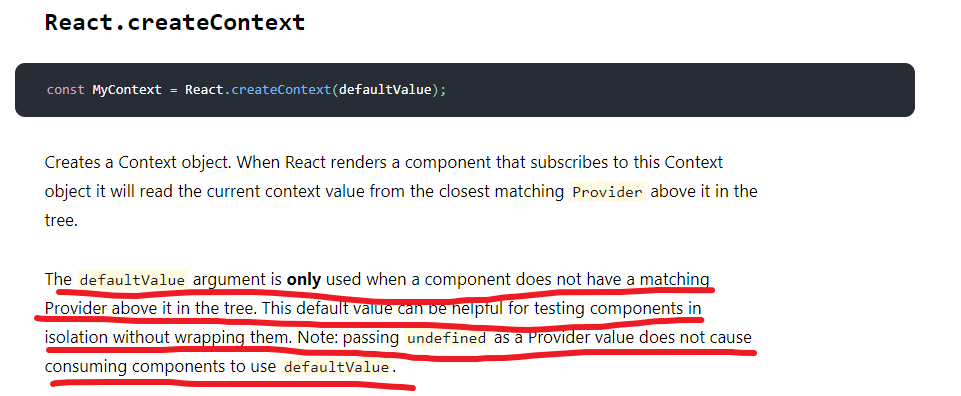 React.createContext
const MyContext = React.createContext(defaultValue);
Creates a Context object. When React renders a component that subscribes to this Context
object it will read the current context value from the closest matching Provider above it in the
tree.
The defaultValue argument is only used when a component does not have a matching
Provider above it in the tree. This default value can be helpful for testing components in
isolation without wrapping them. Note: passing undefined as a Provider value does not cause
consuming components to use defaultValue.